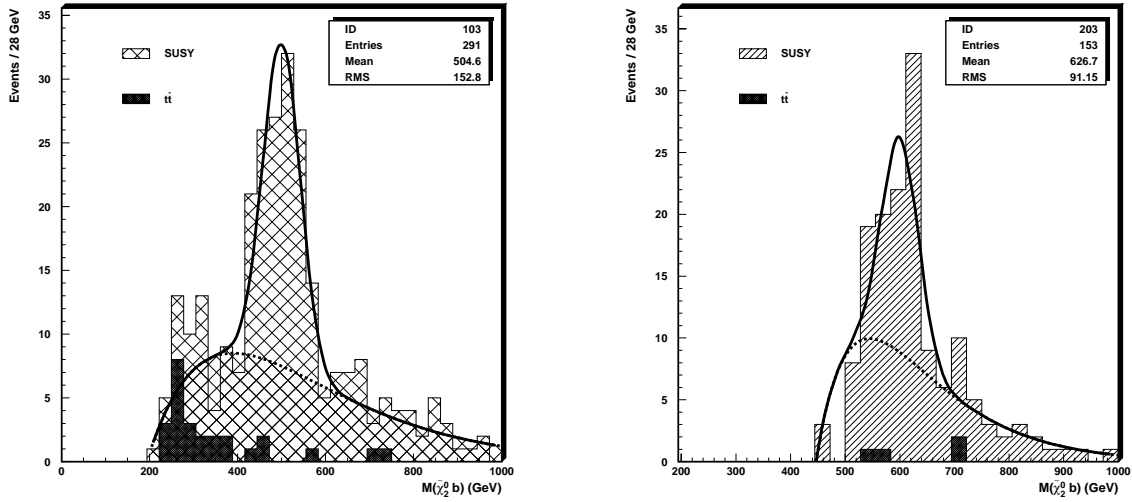 Events / 28 GeV
35
30
25
20
15
10
5
0
0 200 400 600 800 1000
M(χ̃₂⁰ b) (GeV)
SUSY
tt̄
ID 103
Entries 291
Mean 504.6
RMS 152.8
Events / 28 GeV
35
30
25
20
15
10
5
0
200 300 400 500 600 700 800 900 1000
M(χ̃₂⁰ b) (GeV)
SUSY
tt̄
ID 203
Entries 153
Mean 626.7
RMS 91.15